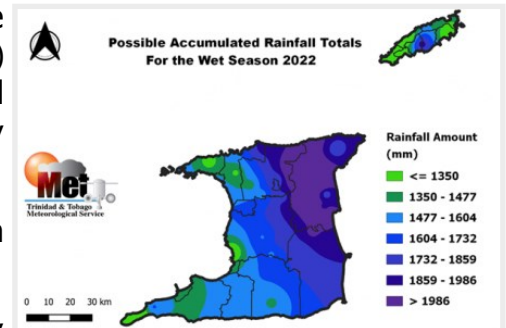 Possible Accumulated Rainfall Totals
For the Wet Season 2022
Rainfall Amount
(mm)
<= 1350
1350 - 1477
1477 - 1604
1604 - 1732
1732 - 1859
1859 - 1986
> 1986
Met
Trinidad & Tobago
Meteorological Service
0 10 20 30 km